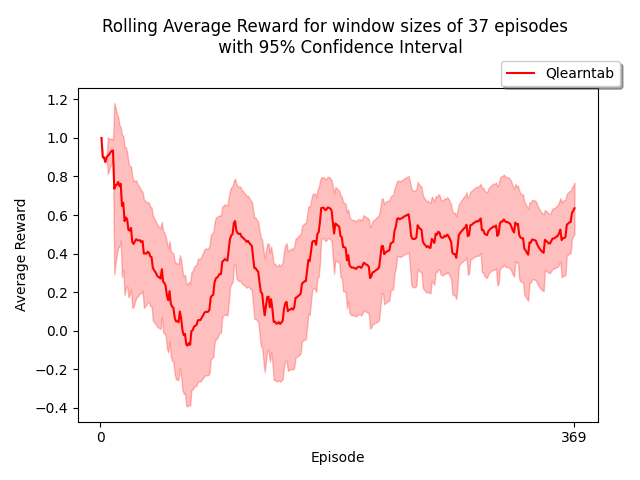 Rolling Average Reward for window sizes of 37 episodes
with 95% Confidence Interval
Qlearntab
1.2
1.0
0.8
0.6
0.4
0.2
0.0
−0.2
−0.4
Average Reward
0 369
Episode